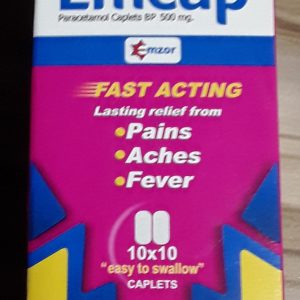 Emcap
Paracetamol Caplets BP 500 mg.
Emzor
FAST ACTING
Lasting relief from
•Pains
•Aches
•Fever
10x10
"easy to swallow"
CAPLETS